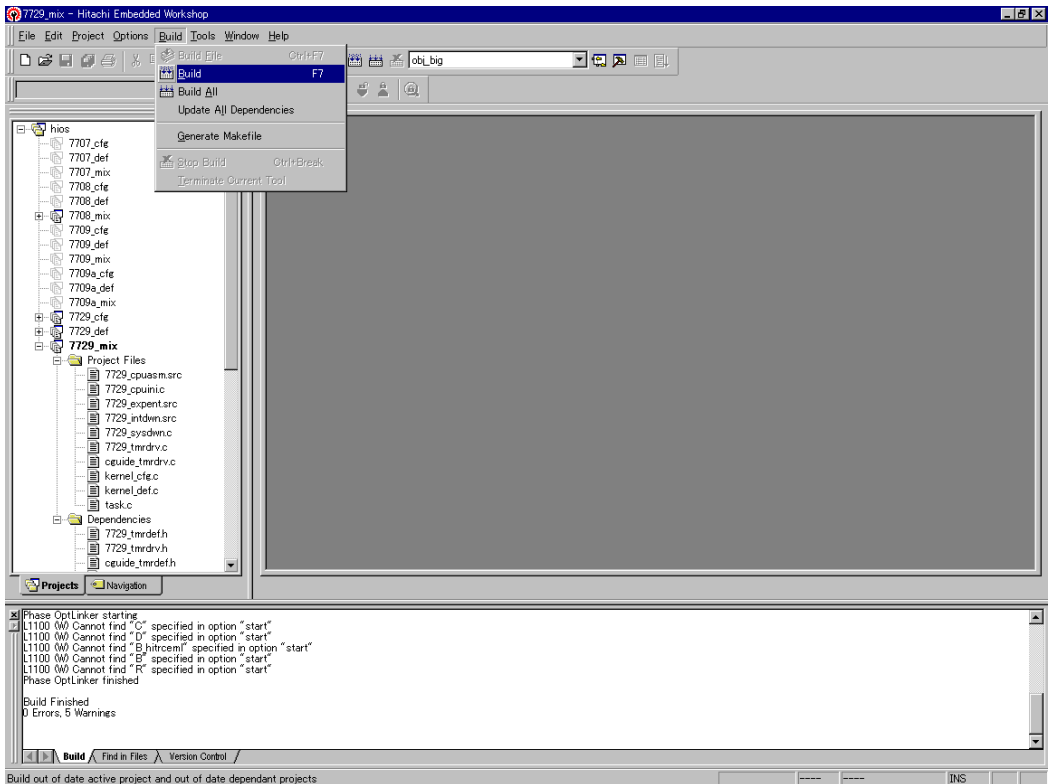 7729_mix - Hitachi Embedded Workshop
File Edit Project Options Build Tools Window Help
obj_big
Build File Ctrl+F7
Build F7
Build All
Update All Dependencies
Generate Makefile
Stop Build Ctrl+Break
Terminate Current Tool
hios
7707_cfg
7707_def
7707_mix
7708_cfg
7708_def
7708_mix
7709_cfg
7709_def
7709_mix
7709a_cfg
7709a_def
7709a_mix
7729_cfg
7729_def
7729_mix
Project Files
7729_cpuasm.src
7729_cpuini.c
7729_expent.src
7729_intdwn.src
7729_sysdwn.c
7729_tmrdrv.c
cguide_tmrdrv.c
kernel_cfg.c
kernel_def.c
task.c
Dependencies
7729_tmrdef.h
7729_tmrdrv.h
cguide_tmrdef.h
Projects Navigation
Phase OptLinker starting
L1100 (W) Cannot find "C" specified in option "start"
L1100 (W) Cannot find "D" specified in option "start"
L1100 (W) Cannot find "B_hitrceml" specified in option "start"
L1100 (W) Cannot find "B" specified in option "start"
L1100 (W) Cannot find "R" specified in option "start"
Phase OptLinker finished
Build Finished
0 Errors, 5 Warnings
Build Find in Files Version Control
Build out of date active project and out of date dependant projects ---- ---- INS